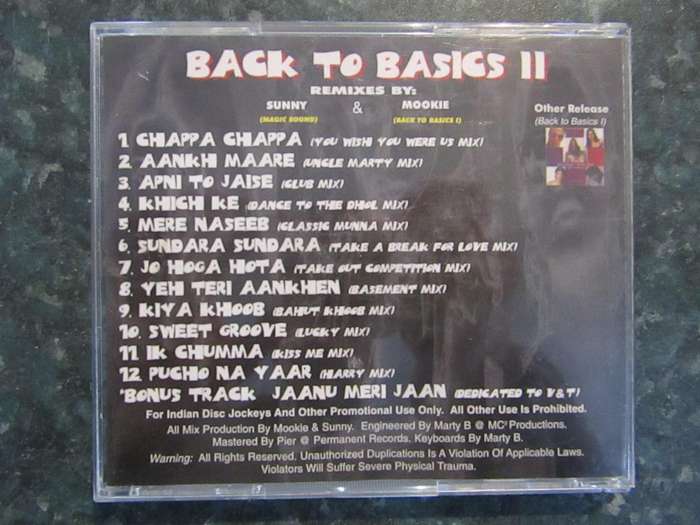 BACK TO BASICS II
REMIXES BY:
SUNNY & MOOKIE
(MAGIC SOUND) (BACK TO BASICS I)
Other Release
(Back to Basics I)
1. CHAPPA CHAPPA (YOU WISH YOU WERE US MIX)
2. AANKH MAARE (UNCLE MARTY MIX)
3. APNI TO JAISE (CLUB MIX)
4. KHICH KE (DANCE TO THE DHOL MIX)
5. MERE NASEEB (CLASSIC MUNNA MIX)
6. SUNDARA SUNDARA (TAKE A BREAK FOR LOVE MIX)
7. JO HOGA HOTA (TAKE OUT COMPETITION MIX)
8. YEH TERI AANKHEN (BASEMENT MIX)
9. KIYA KHOOB (BAHUT KHOOB MIX)
10. SWEET GROOVE (LUCKY MIX)
11. IK CHUMMA (KISS ME MIX)
12. PUCHO NA YAAR (HARRY MIX)
*BONUS TRACK JAANU MERI JAAN (DEDICATED TO V&T)
For Indian Disc Jockeys And Other Promotional Use Only. All Other Use Is Prohibited.
All Mix Production By Mookie & Sunny. Engineered By Marty B @ MC² Productions.
Mastered By Pier @ Permanent Records. Keyboards By Marty B.
Warning: All Rights Reserved. Unauthorized Duplications Is A Violation Of Applicable Laws.
Violators Will Suffer Severe Physical Trauma.